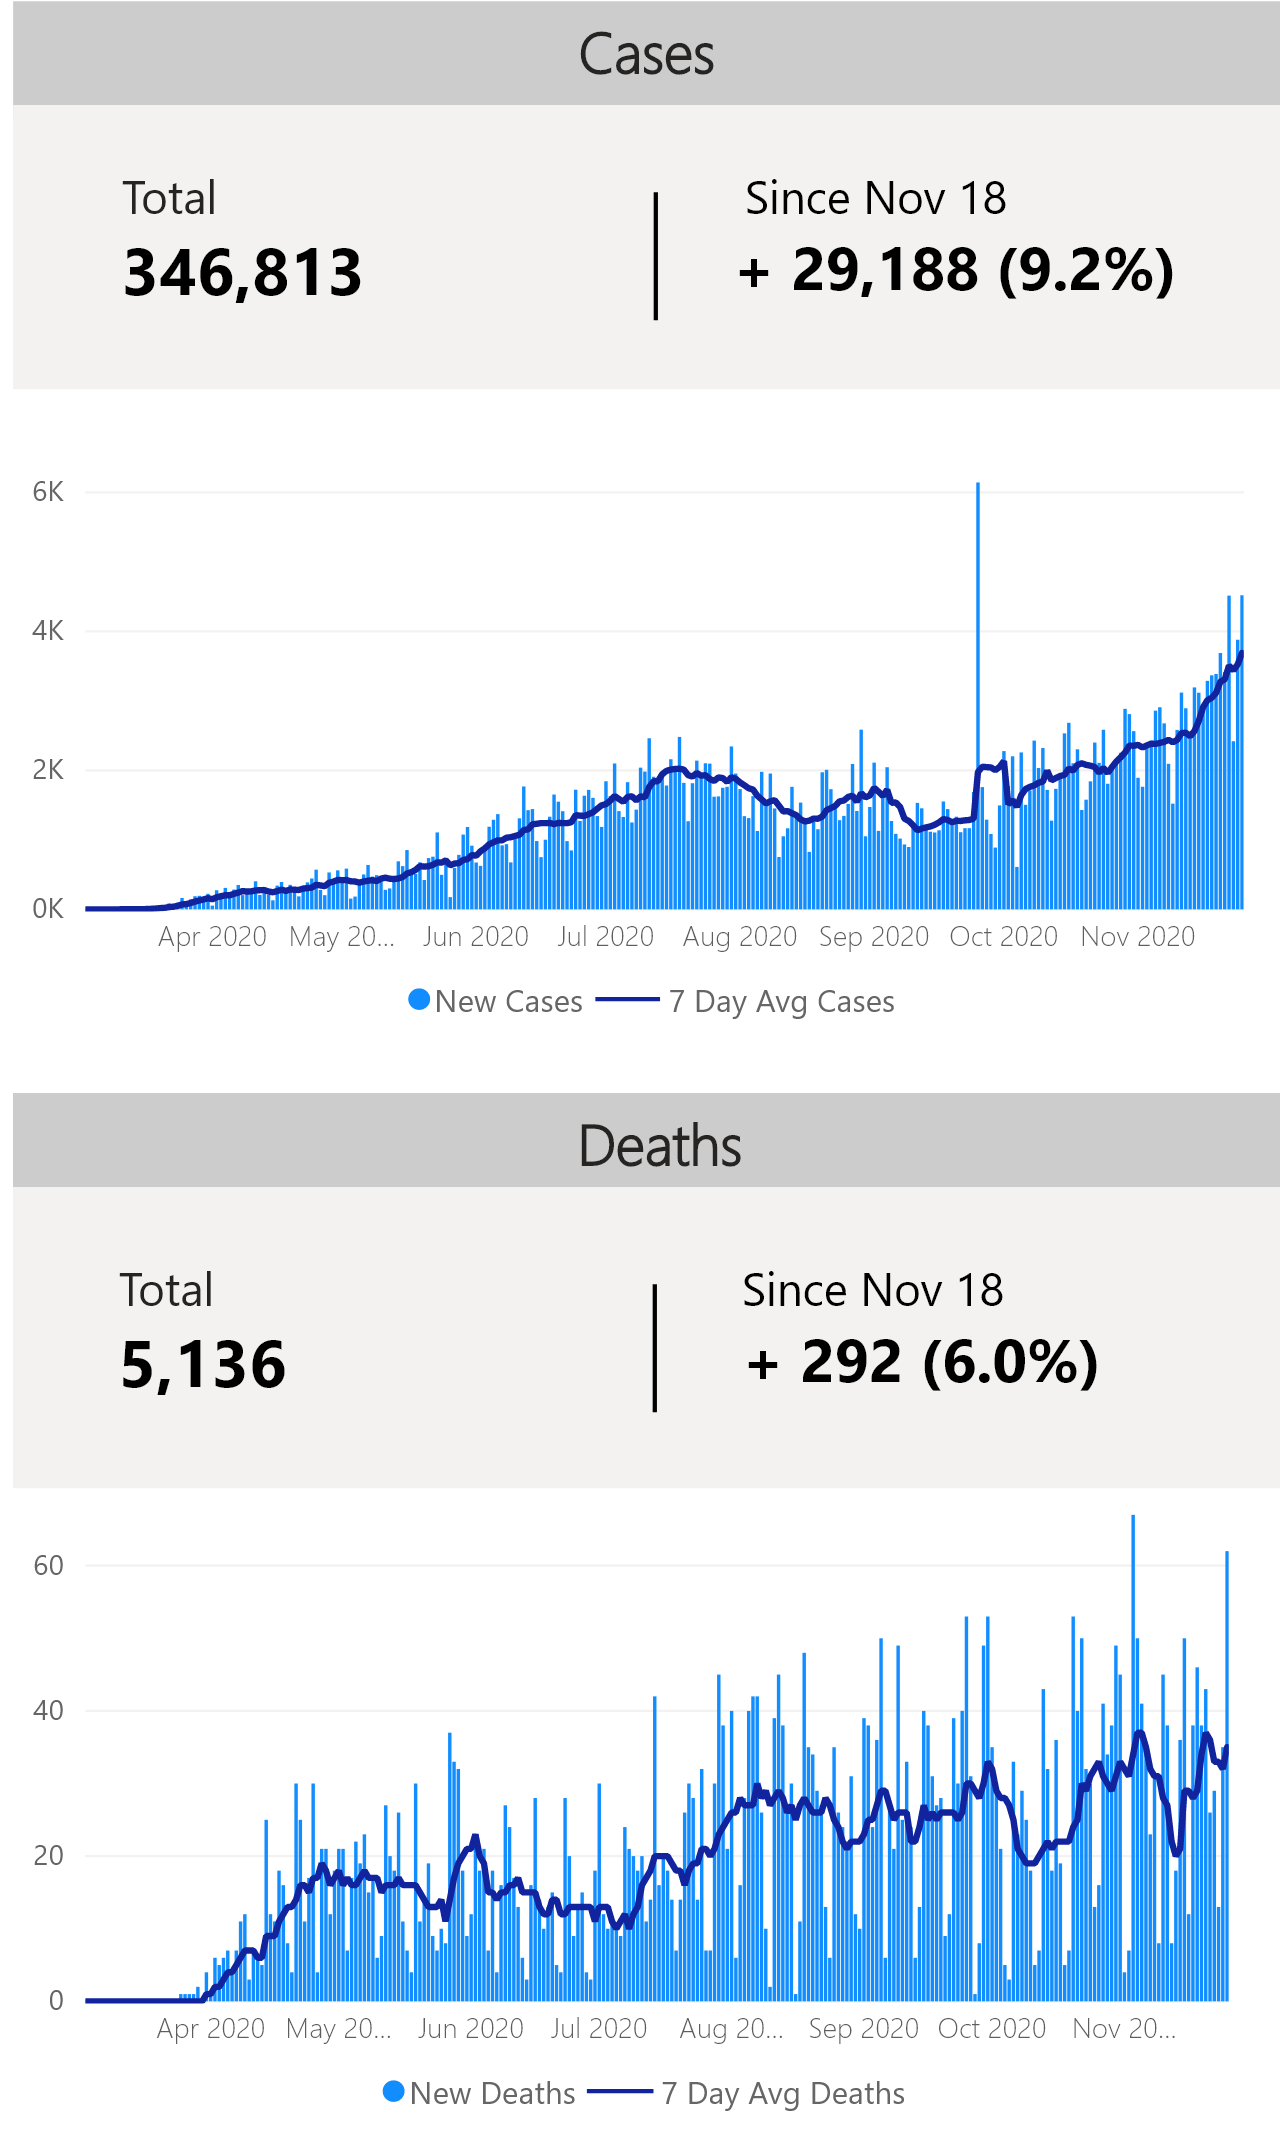 Cases
Total
Since Nov 18
346,813
+ 29,188 (9.2%)
6K
4K
2K
0K
Apr 2020
May 20...
Jun 2020
Jul 2020
Aug 2020
Sep 2020
Oct 2020
Nov 2020
New Cases
7 Day Avg Cases
Deaths
Total
Since Nov 18
5,136
+ 292 (6.0%)
60
40
20
0
Apr 2020
May 20...
Jun 2020
Jul 2020
Aug 20...
Sep 2020
Oct 2020
Nov 20...
New Deaths
7 Day Avg Deaths